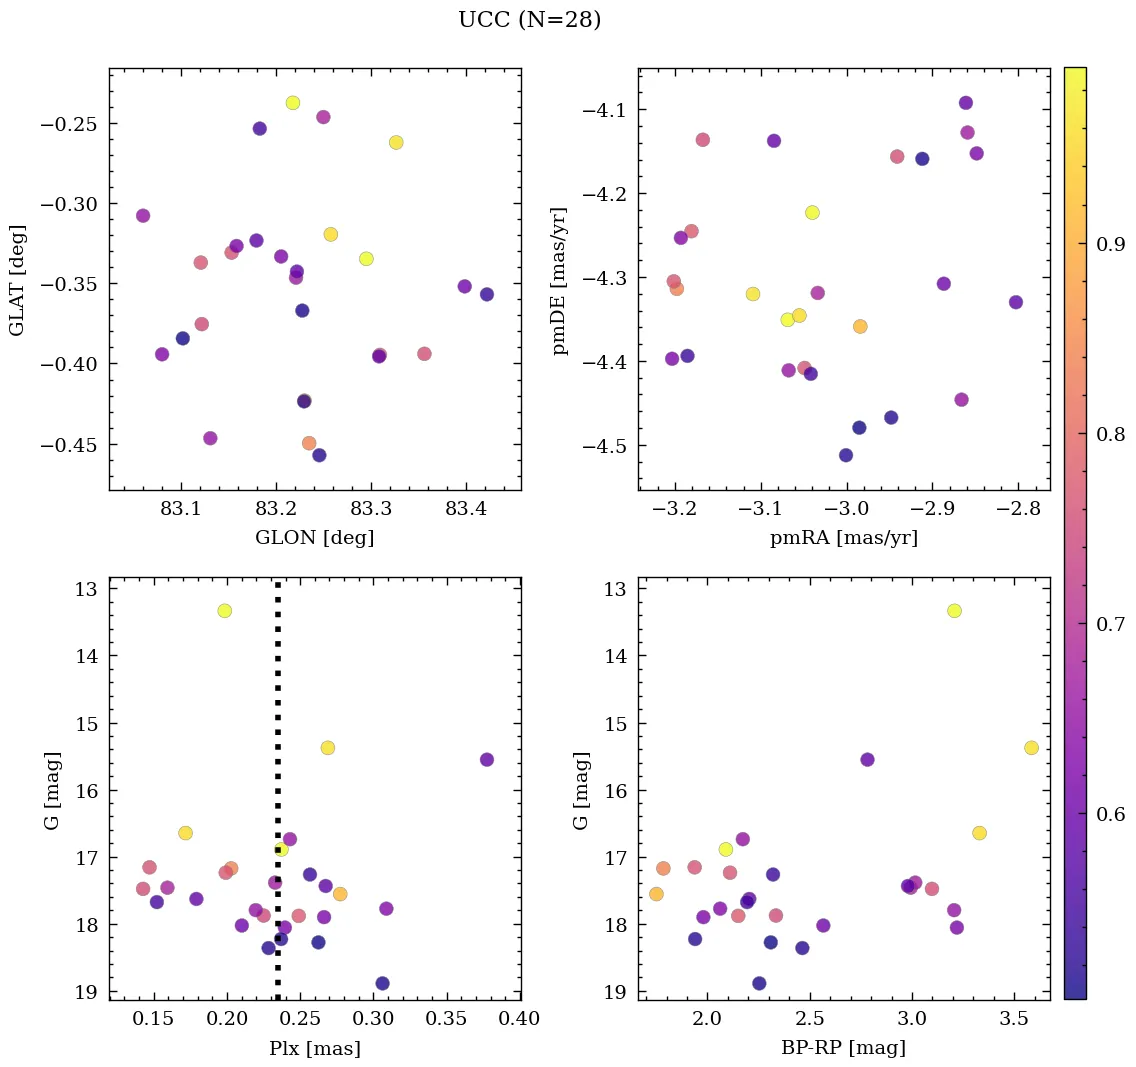 UCC (N=28)
−0.25
−0.30
−0.35
−0.40
−0.45
GLAT [deg]
83.1 83.2 83.3 83.4
GLON [deg]
−4.1
−4.2
−4.3
−4.4
−4.5
pmDE [mas/yr]
−3.2 −3.1 −3.0 −2.9 −2.8
pmRA [mas/yr]
0.9
0.8
0.7
0.6
13
14
15
16
17
18
19
G [mag]
0.15 0.20 0.25 0.30 0.35 0.40
Plx [mas]
13
14
15
16
17
18
19
G [mag]
2.0 2.5 3.0 3.5
BP-RP [mag]